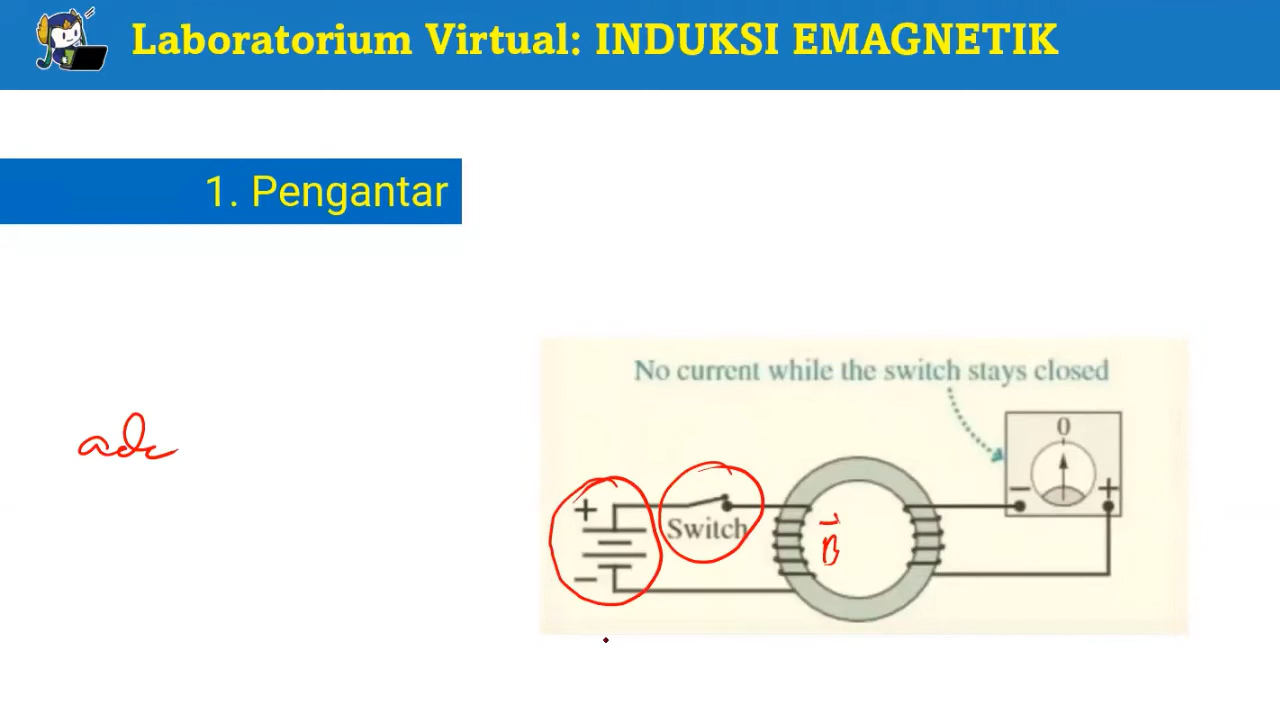 Laboratorium Virtual: INDUKSI EMAGNETIK
1. Pengantar
No current while the switch stays closed
0
− +
+
Switch
B
−